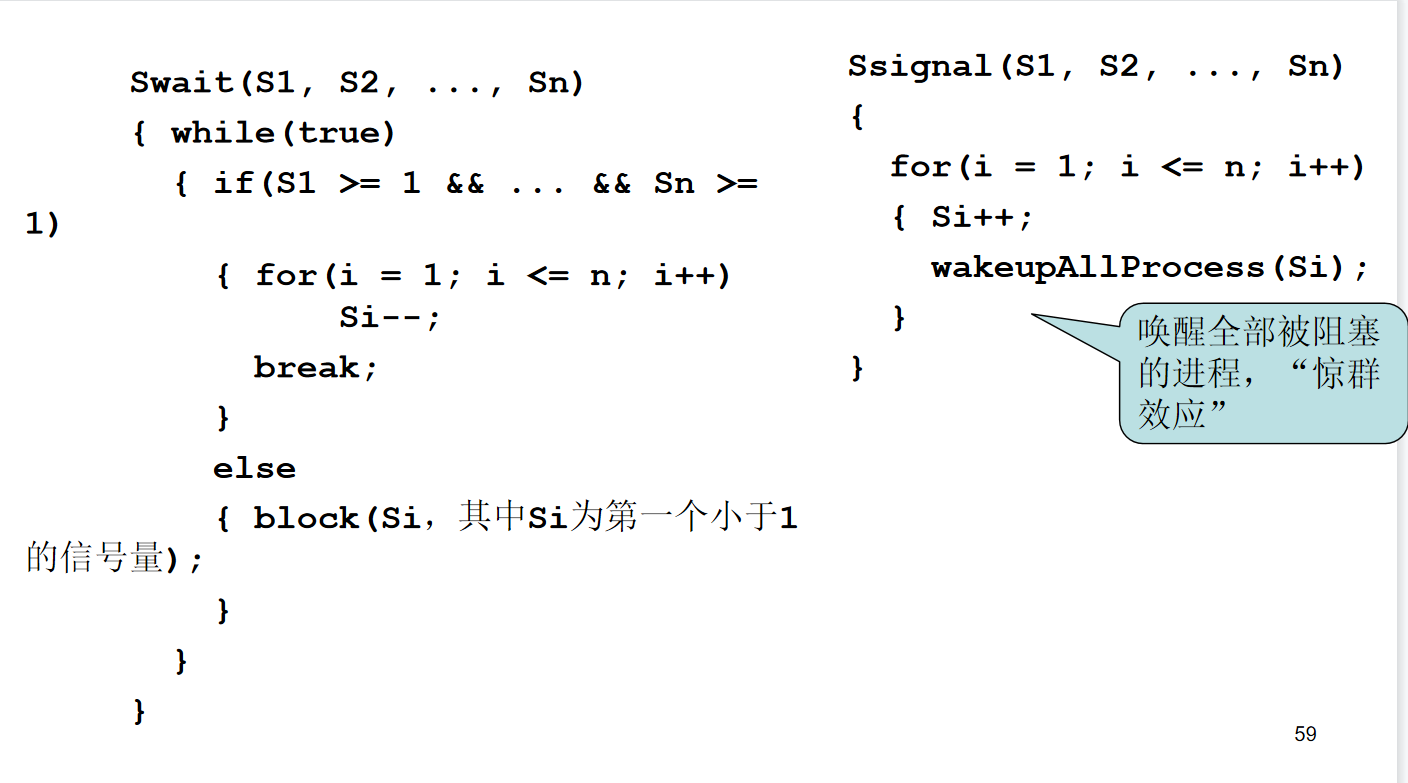 Swait(S1, S2, ..., Sn)
{ while(true)
{ if(S1 >= 1 && ... && Sn >=
1)
{ for(i = 1; i <= n; i++)
Si--;
break;
}
else
{ block(Si，其中Si为第一个小于1
的信号量);
}
}
}
Ssignal(S1, S2, ..., Sn)
{
for(i = 1; i <= n; i++)
{ Si++;
wakeupAllProcess(Si);
}
}
唤醒全部被阻塞
的进程，“惊群
效应”
59